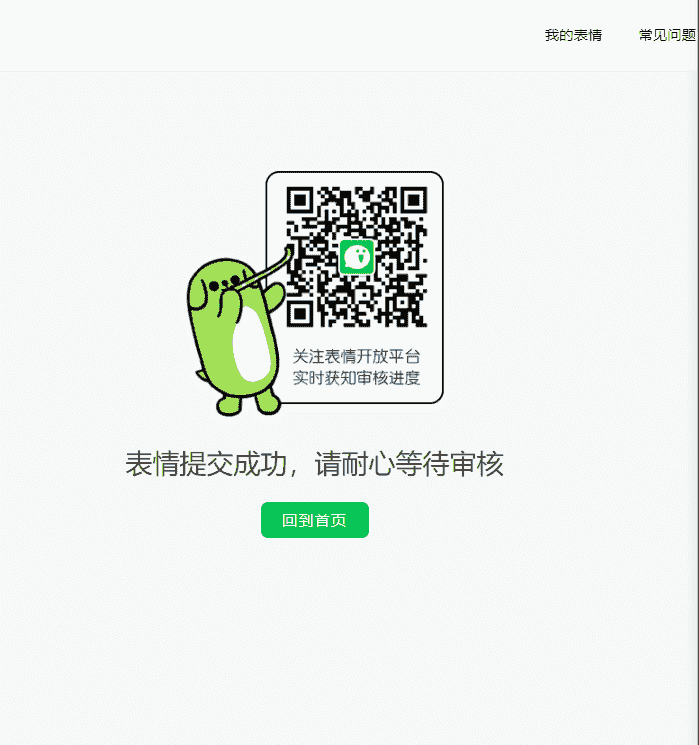 我的表情
常见问题
关注表情开放平台
实时获知审核进度
表情提交成功，请耐心等待审核
回到首页